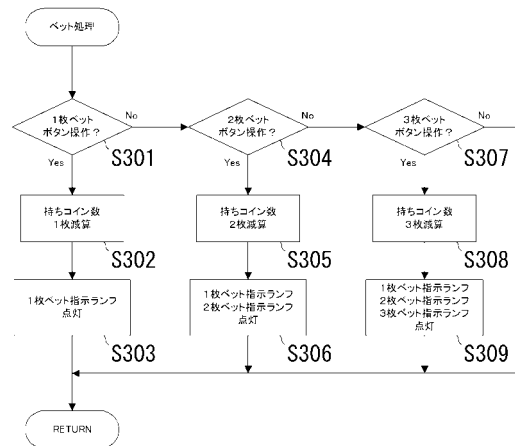 ベット処理
1枚ベット
ボタン操作?
No
Yes
S301
2枚ベット
ボタン操作?
No
Yes
S304
3枚ベット
ボタン操作?
No
Yes
S307
持ちコイン数
1枚減算
S302
持ちコイン数
2枚減算
S305
持ちコイン数
3枚減算
S308
1枚ベット指示ランフ
点灯
S303
1枚ベット指示ランフ
2枚ベット指示ランフ
点灯
S306
1枚ベット指示ランフ
2枚ベット指示ランフ
3枚ベット指示ランフ
点灯
S309
RETURN